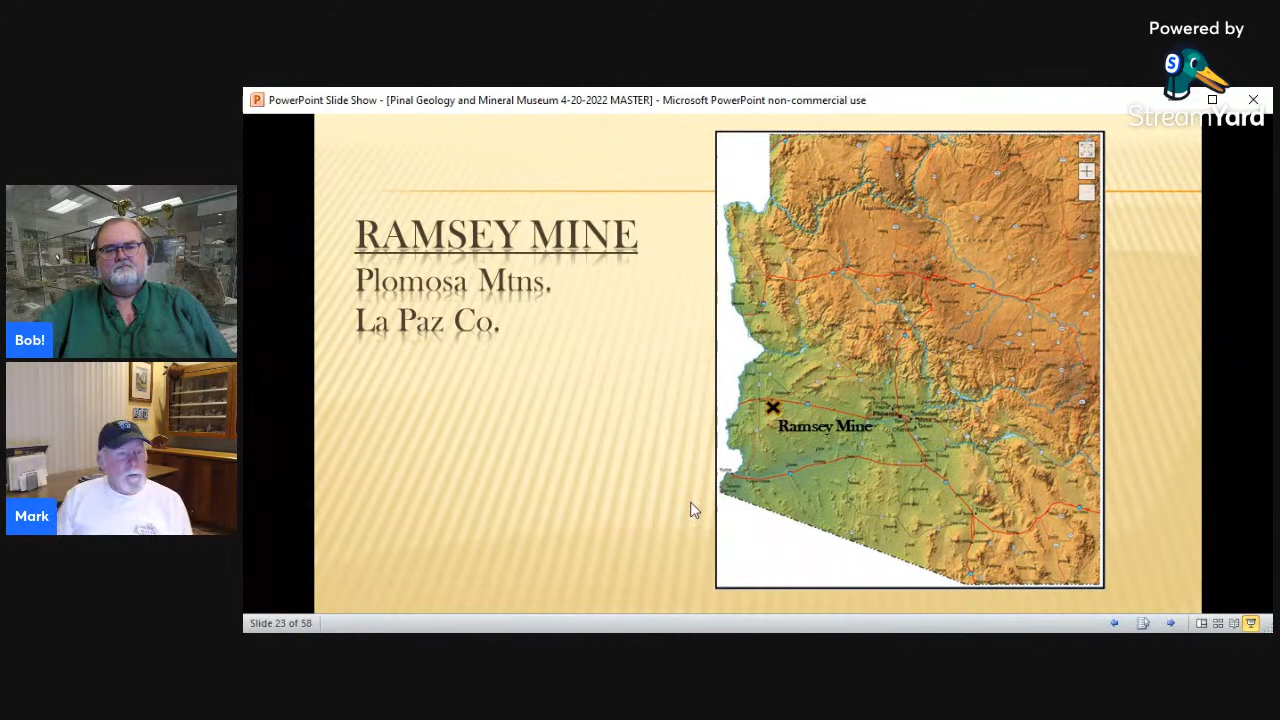 Powered by
S
StreamYard
P PowerPoint Slide Show - [Pinal Geology and Mineral Museum 4-20-2022 MASTER] - Microsoft PowerPoint non-commercial use
RAMSEY MINE
Plomosa Mtns.
La Paz Co.
Phoenix
Ramsey Mine
Bob!
Mark
Slide 23 of 58